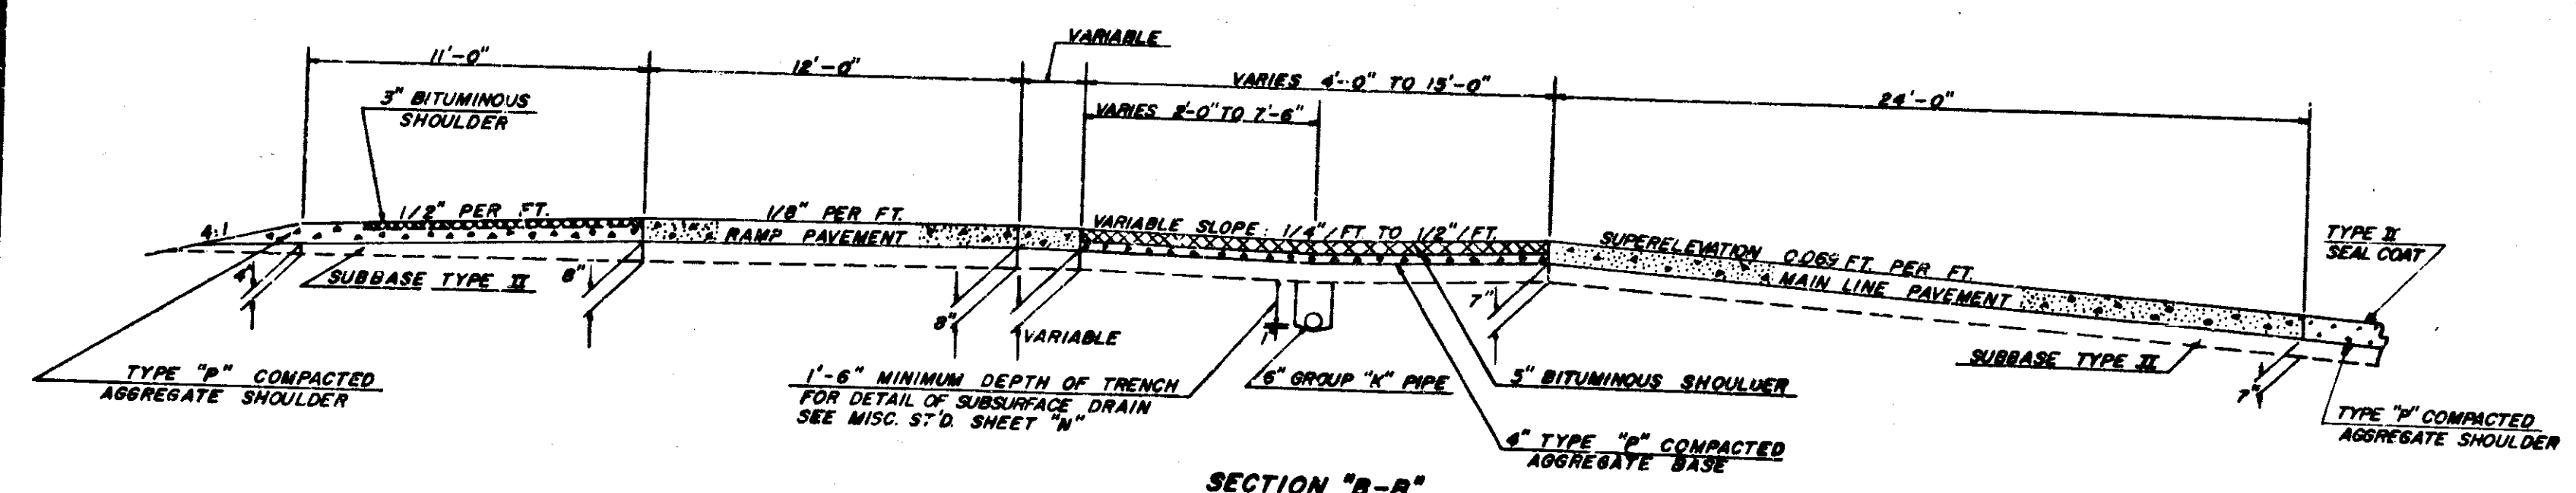 VARIABLE
11'-0"
12'-0"
VARIES 4'-0" TO 15'-0"
24'-0"
3" BITUMINOUS
SHOULDER
VARIES 2'-0" TO 7'-6"
4:1
1/2" PER FT.
1/8" PER FT.
RAMP PAVEMENT
VARIABLE SLOPE: 1/4"/FT TO 1/2"/FT.
SUPERELEVATION 0.069 FT. PER FT.
MAIN LINE PAVEMENT
TYPE II
SEAL COAT
4"
SUBBASE TYPE II
8"
8"
VARIABLE
7"
TYPE "P" COMPACTED
AGGREGATE SHOULDER
1'-6" MINIMUM DEPTH OF TRENCH
FOR DETAIL OF SUBSURFACE DRAIN
SEE MISC. ST'D. SHEET "N"
6" GROUP "K" PIPE
5" BITUMINOUS SHOULDER
4" TYPE "P" COMPACTED
AGGREGATE BASE
SUBBASE TYPE II
7"
TYPE "P" COMPACTED
AGGREGATE SHOULDER
SECTION "B-B"